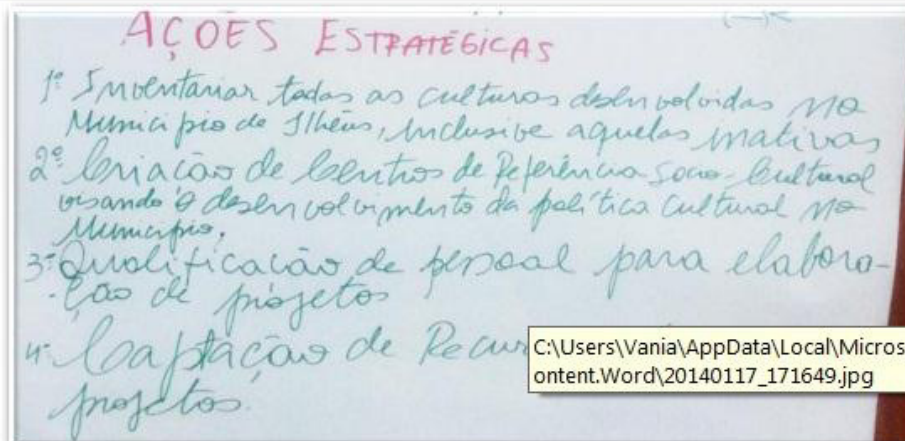 AÇÕES ESTRATÉGICAS
1º Inventariar todas as culturas desenvolvidas no
Município de Ilhéus, inclusive aquelas inativas
2º Criação de Centros de Referência Socio-Cultural
visando o desenvolvimento da política cultural no
Município.
3º Qualificação de pessoal para elabora-
ção de projetos
4º Captação de Recur
projetos.
C:\Users\Vania\AppData\Local\Micros
ontent.Word\20140117_171649.jpg